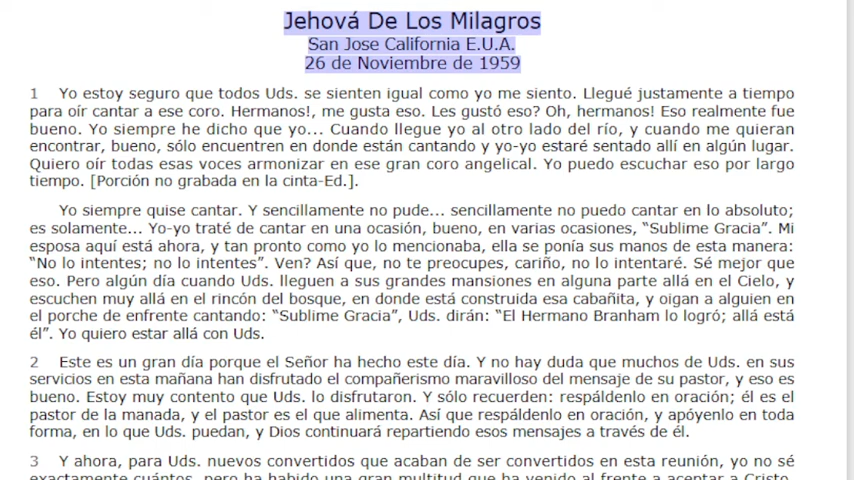 Jehová De Los Milagros
San Jose California E.U.A.
26 de Noviembre de 1959
1 Yo estoy seguro que todos Uds. se sienten igual como yo me siento. Llegué justamente a tiempo
para oír cantar a ese coro. Hermanos!, me gusta eso. Les gustó eso? Oh, hermanos! Eso realmente fue
bueno. Yo siempre he dicho que yo... Cuando llegue yo al otro lado del río, y cuando me quieran
encontrar, bueno, sólo encuentren en donde están cantando y yo-yo estaré sentado allí en algún lugar.
Quiero oír todas esas voces armonizar en ese gran coro angelical. Yo puedo escuchar eso por largo
tiempo. [Porción no grabada en la cinta-Ed.].
Yo siempre quise cantar. Y sencillamente no pude... sencillamente no puedo cantar en lo absoluto;
es solamente... Yo-yo traté de cantar en una ocasión, bueno, en varias ocasiones, “Sublime Gracia”. Mi
esposa aquí está ahora, y tan pronto como yo lo mencionaba, ella se ponía sus manos de esta manera:
“No lo intentes; no lo intentes”. Ven? Así que, no te preocupes, cariño, no lo intentaré. Sé mejor que
eso. Pero algún día cuando Uds. lleguen a sus grandes mansiones en alguna parte allá en el Cielo, y
escuchen muy allá en el rincón del bosque, en donde está construida esa cabañita, y oigan a alguien en
el porche de enfrente cantando: “Sublime Gracia”, Uds. dirán: “El Hermano Branham lo logró; allá está
él”. Yo quiero estar allá con Uds.
2 Este es un gran día porque el Señor ha hecho este día. Y no hay duda que muchos de Uds. en sus
servicios en esta mañana han disfrutado el compañerismo maravilloso del mensaje de su pastor, y eso es
bueno. Estoy muy contento que Uds. lo disfrutaron. Y sólo recuerden: respáldenlo en oración; él es el
pastor de la manada, y el pastor es el que alimenta. Así que respáldenlo en oración, y apóyenlo en toda
forma, en lo que Uds. puedan, y Dios continuará repartiendo esos mensajes a través de él.
3 Y ahora, para Uds. nuevos convertidos que acaban de ser convertidos en esta reunión, yo no sé
exactamente cuántos, pero ha habido una gran multitud que ha venido al frente a aceptar a Cristo.